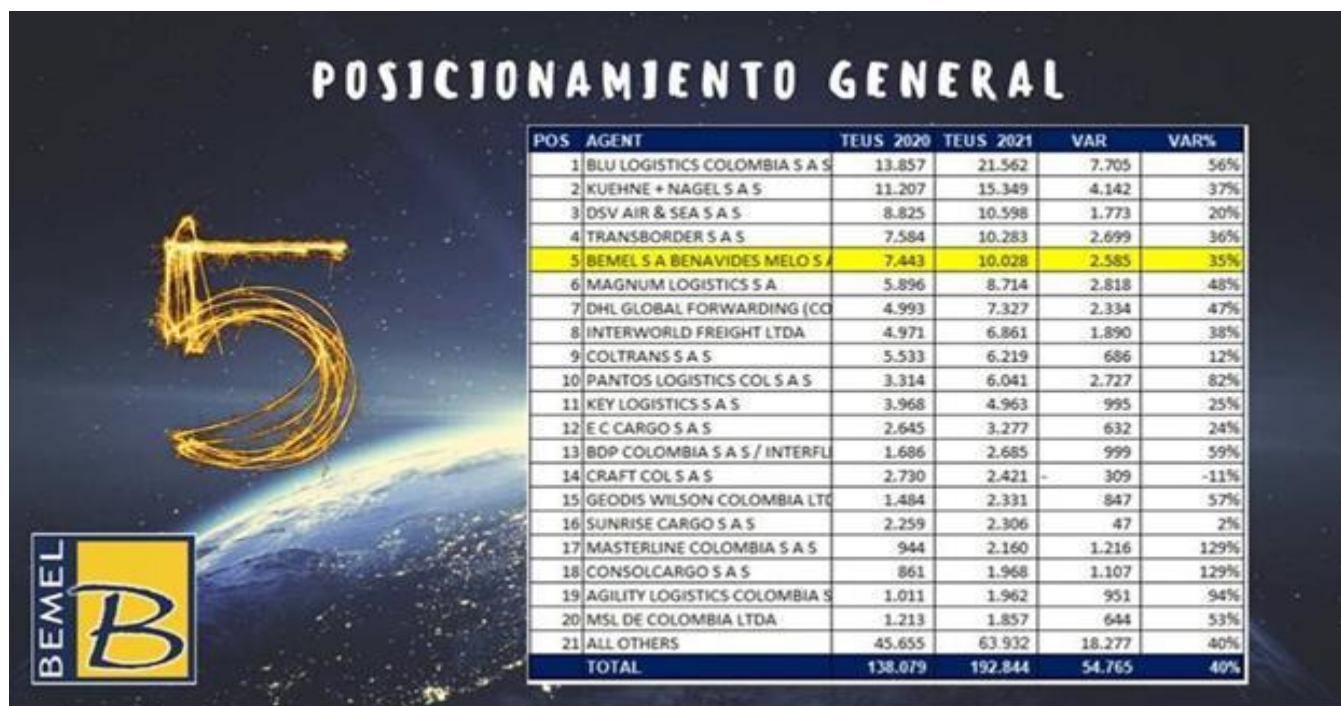 POSICIONAMIENTO GENERAL
POS AGENT TEUS 2020 TEUS 2021 VAR VAR%
1 BLU LOGISTICS COLOMBIA S A S 13.857 21.562 7.705 56%
2 KUEHNE + NAGEL S A S 11.207 15.349 4.142 37%
3 DSV AIR & SEA S A S 8.825 10.598 1.773 20%
4 TRANSBORDER S A S 7.584 10.283 2.699 36%
5 BEMEL S A BENAVIDES MELO S A 7.443 10.028 2.585 35%
6 MAGNUM LOGISTICS S A 5.896 8.714 2.818 48%
7 DHL GLOBAL FORWARDING (CO 4.993 7.327 2.334 47%
8 INTERWORLD FREIGHT LTDA 4.971 6.861 1.890 38%
9 COLTRANS S A S 5.533 6.219 686 12%
10 PANTOS LOGISTICS COL S A S 3.314 6.041 2.727 82%
11 KEY LOGISTICS S A S 3.968 4.963 995 25%
12 E C CARGO S A S 2.645 3.277 632 24%
13 BDP COLOMBIA S A S / INTERFLI 1.686 2.685 999 59%
14 CRAFT COL S A S 2.730 2.421 - 309 -11%
15 GEODIS WILSON COLOMBIA LTD 1.484 2.331 847 57%
16 SUNRISE CARGO S A S 2.259 2.306 47 2%
17 MASTERLINE COLOMBIA S A S 944 2.160 1.216 129%
18 CONSOLCARGO S A S 861 1.968 1.107 129%
19 AGILITY LOGISTICS COLOMBIA S 1.011 1.962 951 94%
20 MSL DE COLOMBIA LTDA 1.213 1.857 644 53%
21 ALL OTHERS 45.655 63.932 18.277 40%
TOTAL 138.079 192.844 54.765 40%
5
BEMEL
B